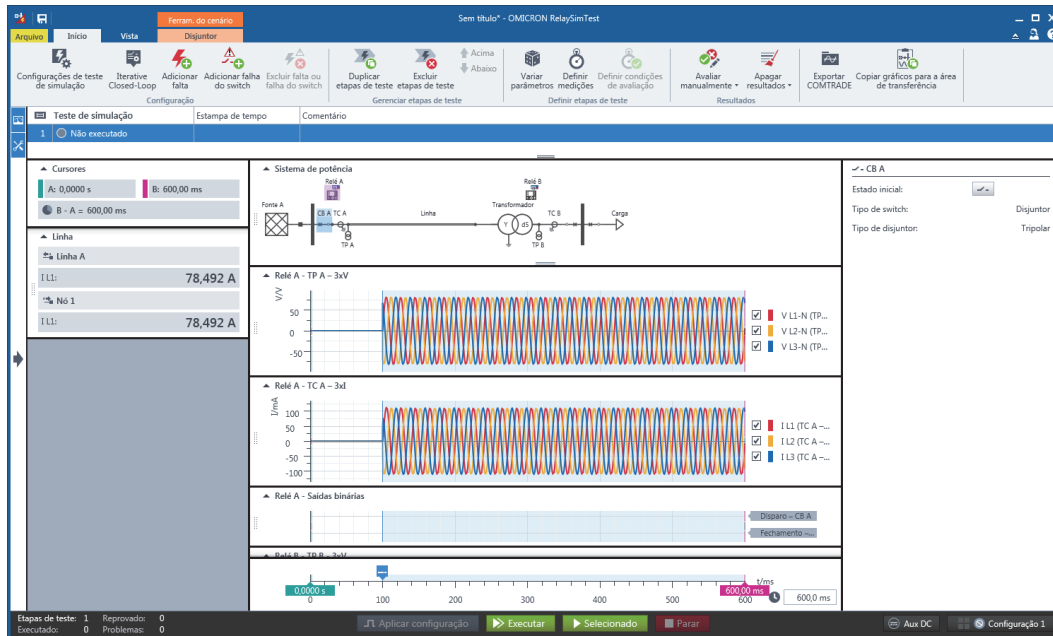 Ferram. do cenário
Sem título* - OMICRON RelaySimTest
Arquivo Início Vista Disjuntor
Configurações de teste de simulação
Iterative Closed-Loop
Adicionar falta
Adicionar falha do switch
Excluir falta ou falha do switch
Configuração
Duplicar etapas de teste
Excluir etapas de teste
Acima
Abaixo
Gerenciar etapas de teste
Variar parâmetros
Definir medições
Definir condições de avaliação
Definir etapas de teste
Avaliar manualmente
Apagar resultados
Resultados
Exportar COMTRADE
Copiar gráficos para a área de transferência
Teste de simulação Estampa de tempo Comentário
1 Não executado
Cursores
A: 0,0000 s B: 600,00 ms
B - A = 600,00 ms
Linha
Linha A
I L1: 78,492 A
Nó 1
I L1: 78,492 A
Sistema de potência
Relé A Relé B
Fonte A CB A TC A Linha Transformador TC B Carga
Y d5
TP A TP B
Relé A - TP A – 3xV
V/V
50
0
-50
V L1-N (TP...
V L2-N (TP...
V L3-N (TP...
Relé A - TC A – 3xI
I/mA
100
50
0
-50
-100
I L1 (TC A –...
I L2 (TC A –...
I L3 (TC A –...
Relé A - Saídas binárias
Disparo – CB A
Fechamento –...
Relé B - TP B - 3xV
t/ms
0,0000 s 600,00 ms
0 100 200 300 400 500 600
600,0 ms
CB A
Estado inicial:
Tipo de switch: Disjuntor
Tipo de disjuntor: Tripolar
Etapas de teste: 1 Reprovado: 0
Executado: 0 Problemas: 0
Aplicar configuração Executar Selecionado Parar
Aux DC Configuração 1